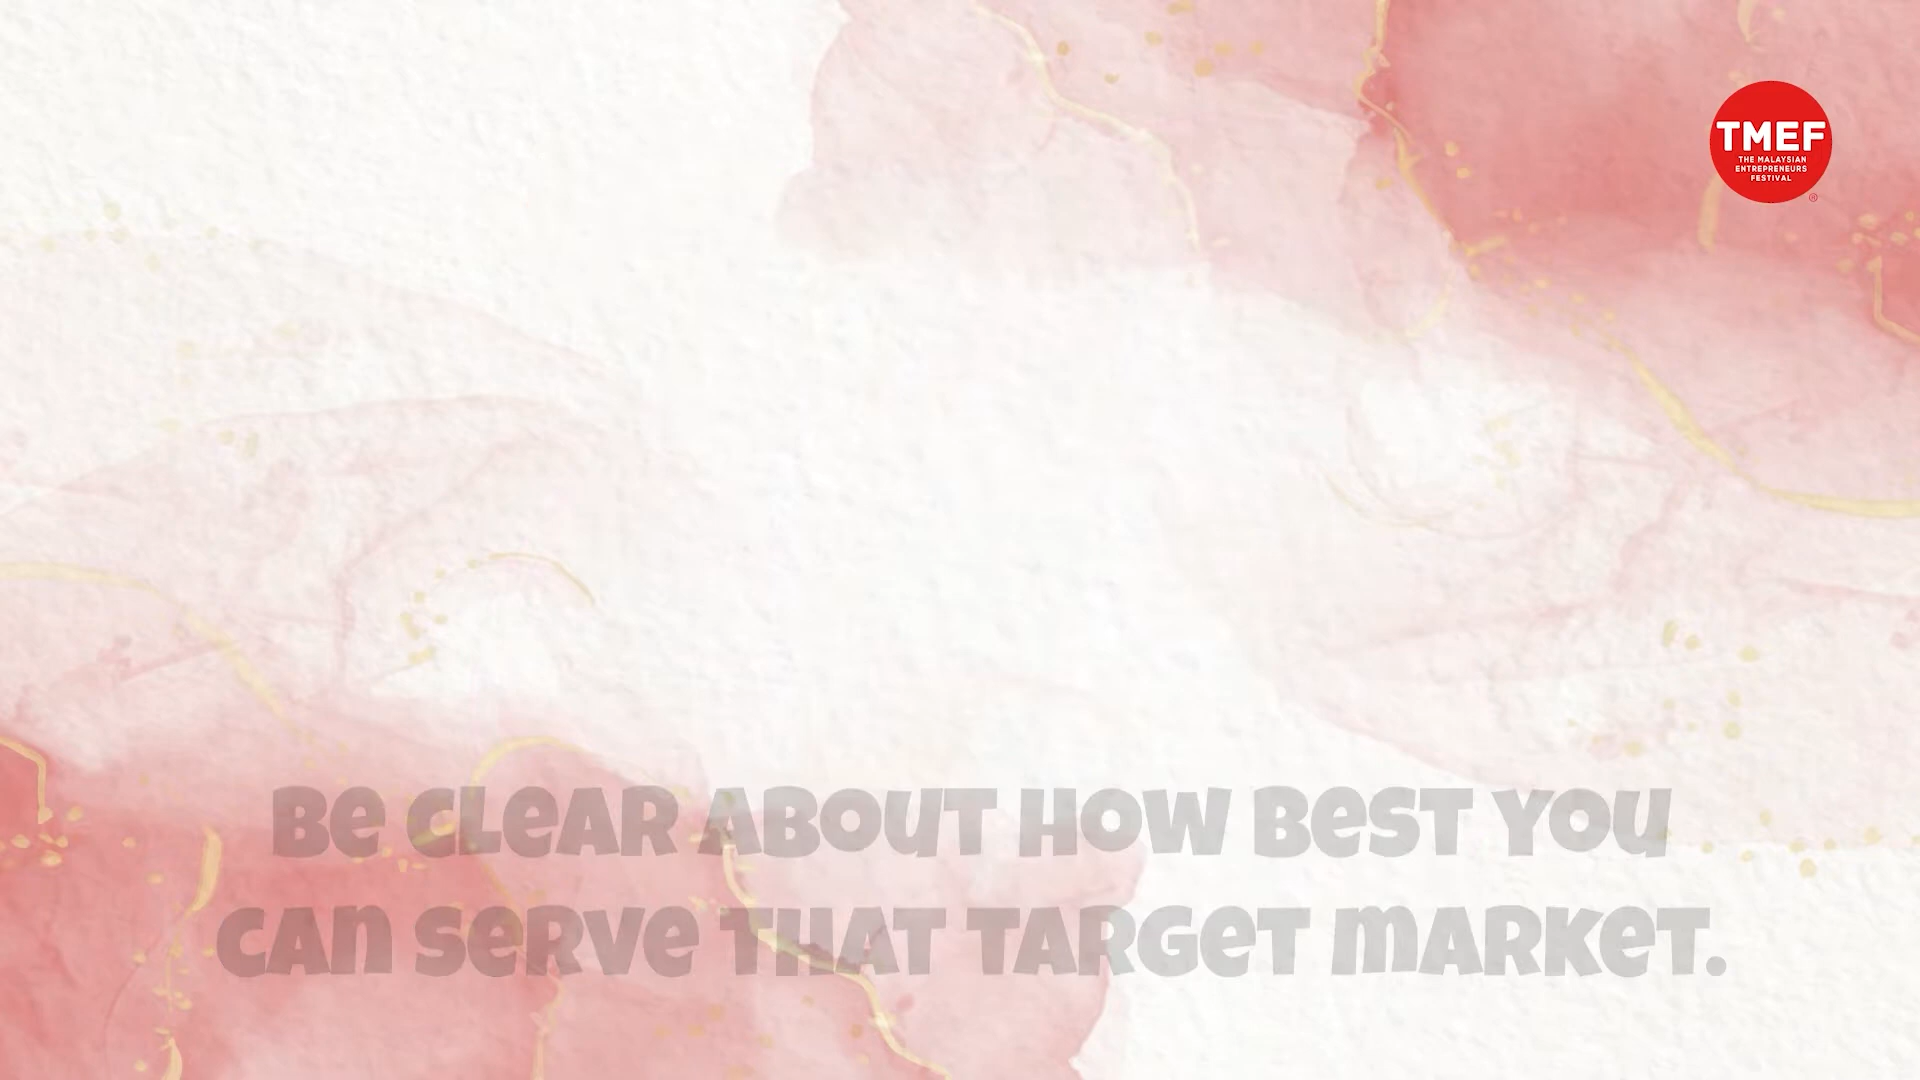 TMEF
THE MALAYSIAN
ENTREPRENEURS
FESTIVAL
®
Be CLeAR ABOUT HOW BeST YOU
CAn SeRVe THAT TARGeT mARKeT.